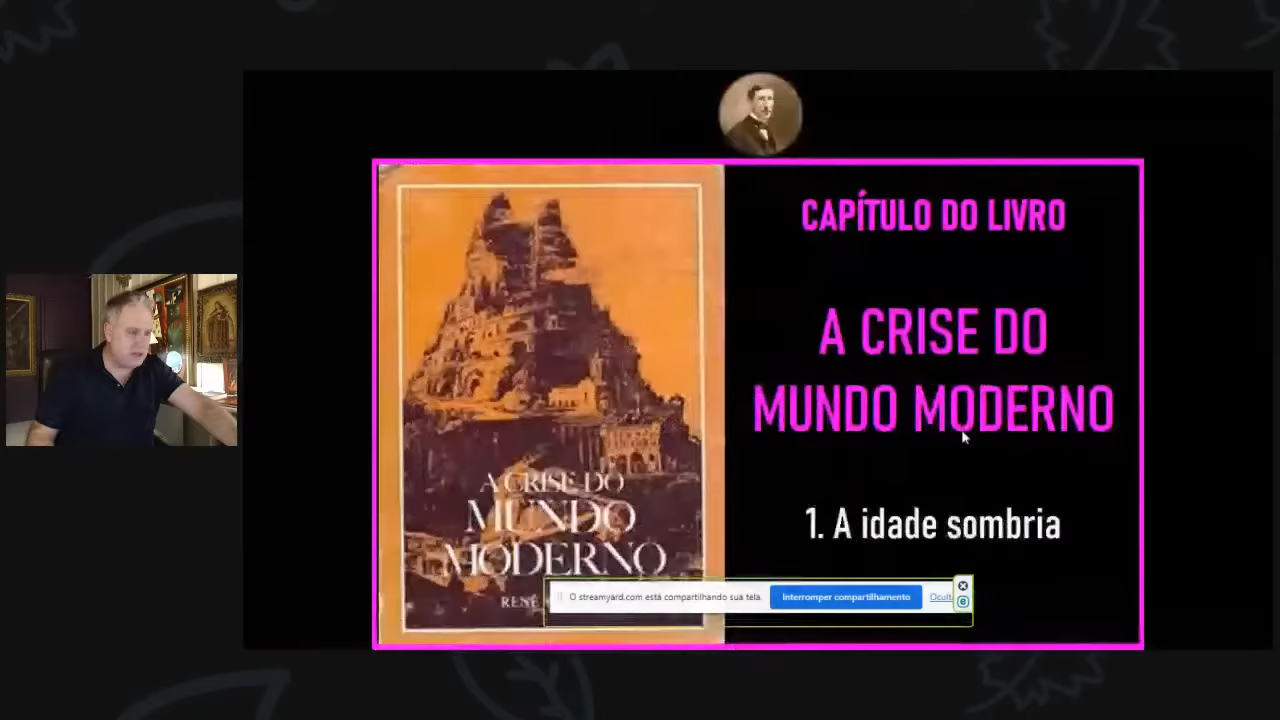 CAPÍTULO DO LIVRO
A CRISE DO
MUNDO MODERNO
1. A idade sombria
A CRISE DO
MUNDO
MODERNO
RENÉ
O streamyard.com está compartilhando sua tela.
Interromper compartilhamento
Ocult